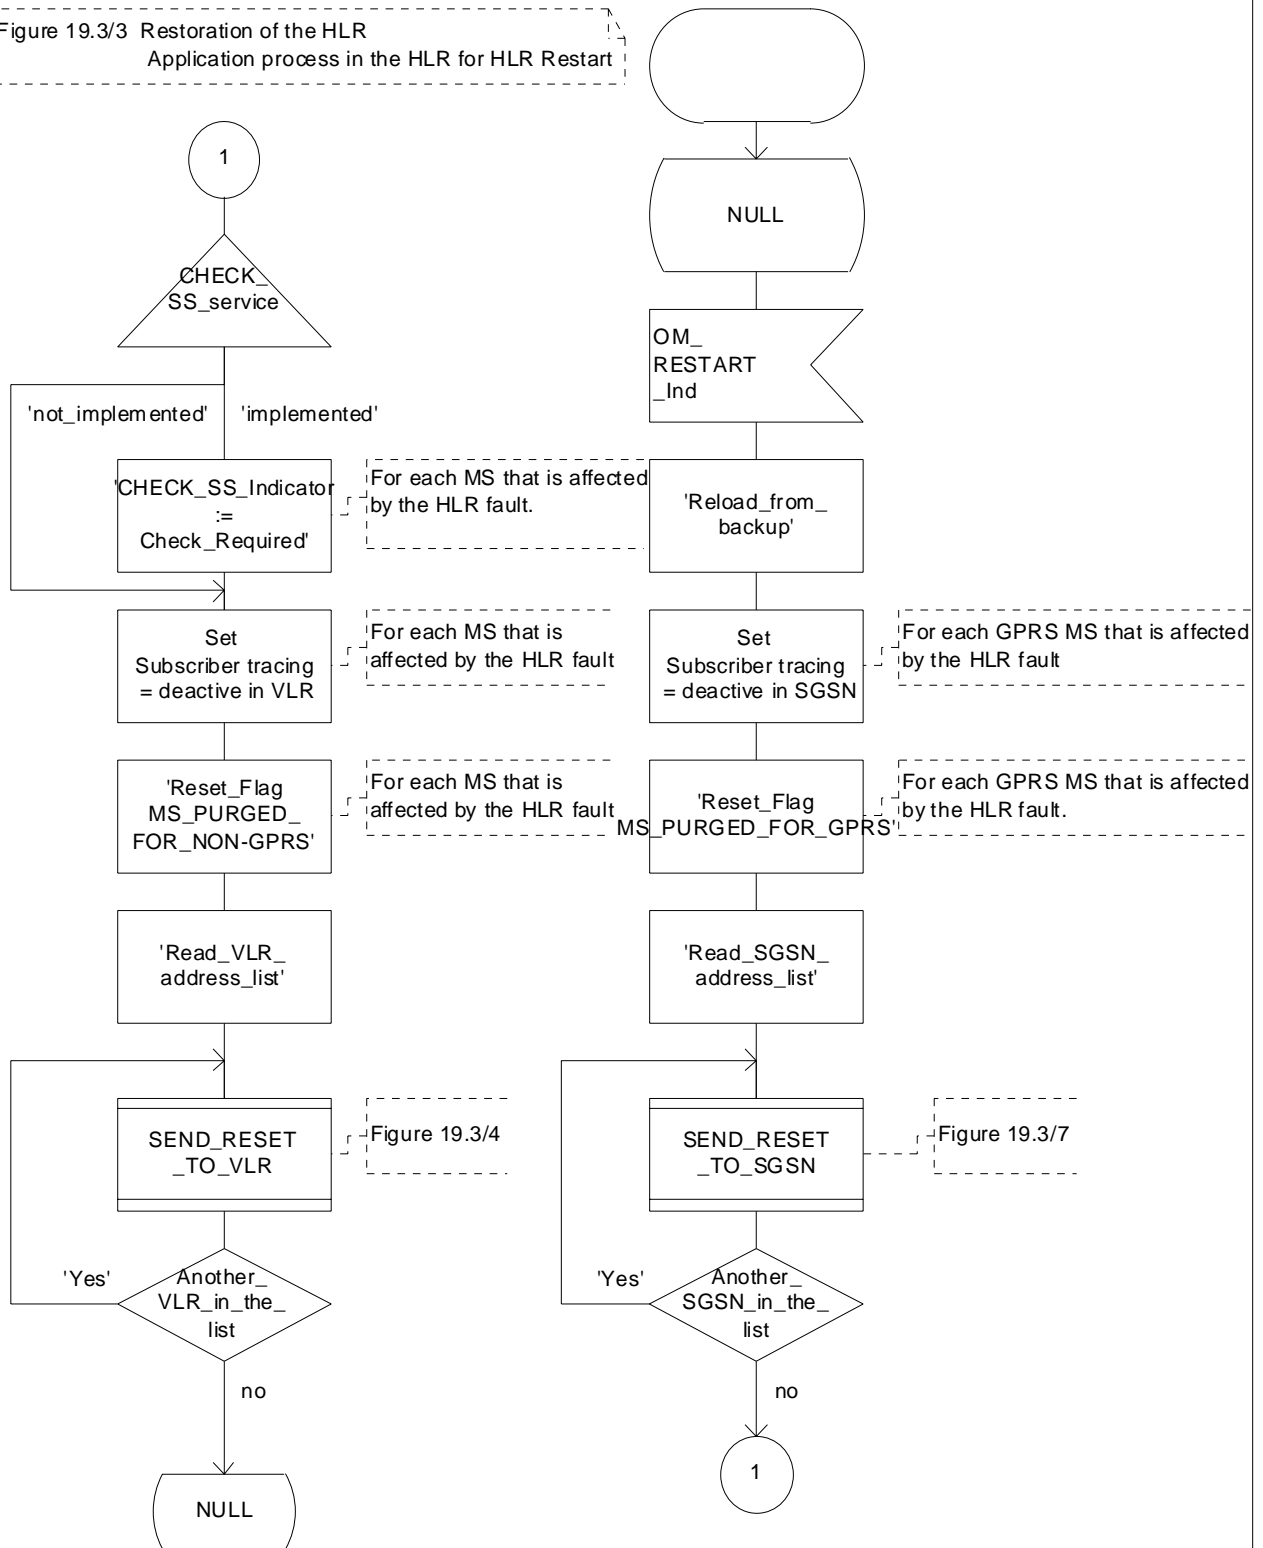 Figure 19.3/3 Restoration of the HLR
Application process in the HLR for HLR Restart
1
CHECK_
SS_service
'not_implemented'
'implemented'
'CHECK_SS_Indicator
:=
Check_Required'
For each MS that is affected
by the HLR fault.
Set
Subscriber tracing
= deactive in VLR
For each MS that is
affected by the HLR fault
'Reset_Flag
MS_PURGED_
FOR_NON-GPRS'
For each MS that is
affected by the HLR fault
'Read_VLR_
address_list'
SEND_RESET
_TO_VLR
Figure 19.3/4
'Yes'
Another_
VLR_in_the_
list
no
NULL
NULL
OM_
RESTART
_Ind
'Reload_from_
backup'
Set
Subscriber tracing
= deactive in SGSN
For each GPRS MS that is affected
by the HLR fault
'Reset_Flag
MS_PURGED_FOR_GPRS'
For each GPRS MS that is affected
by the HLR fault.
'Read_SGSN_
address_list'
SEND_RESET
_TO_SGSN
Figure 19.3/7
'Yes'
Another_
SGSN_in_the_
list
no
1